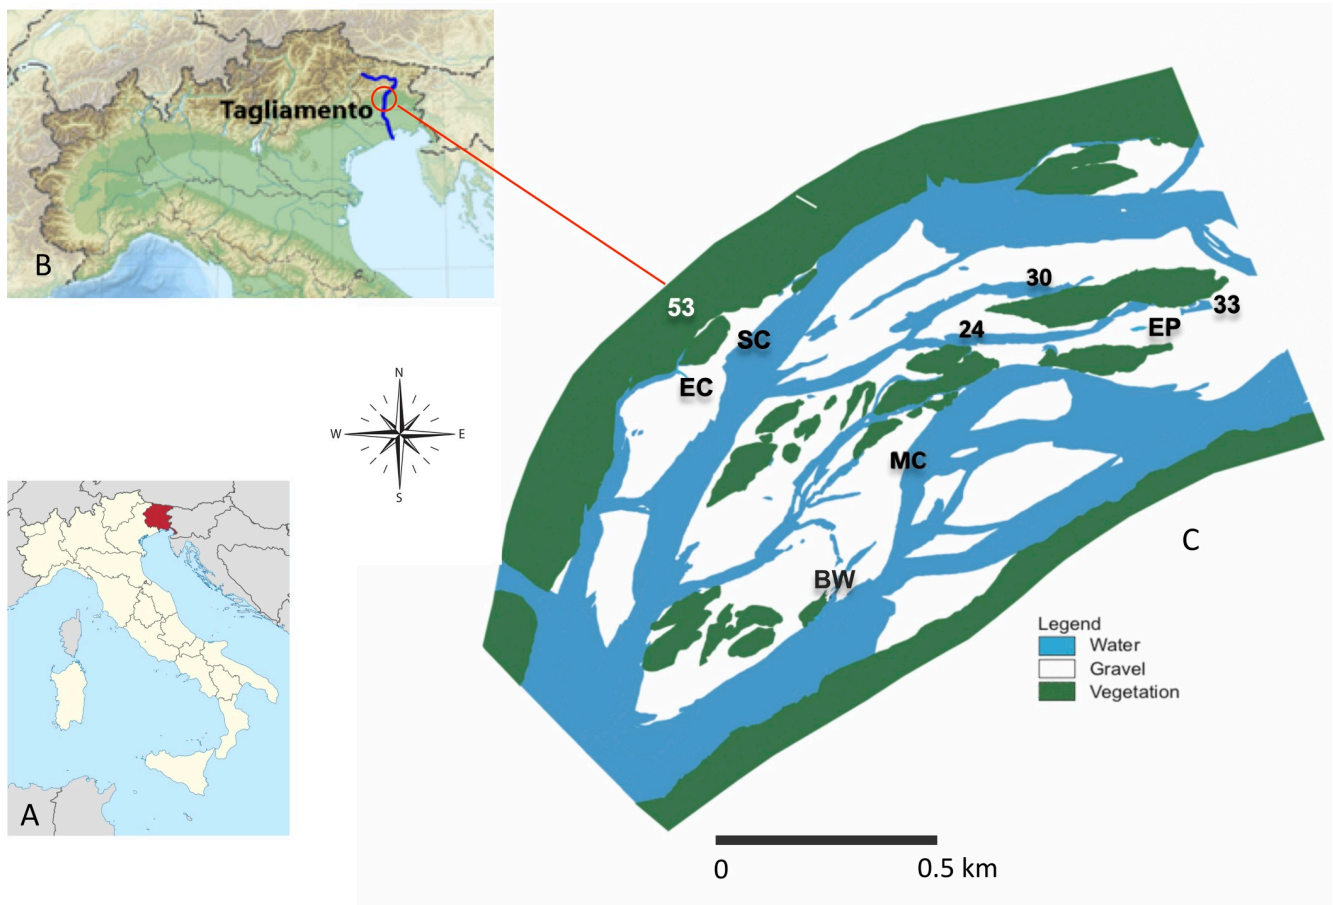 Tagliamento
B
N
W
E
S
A
53
SC
EC
30
33
24
EP
MC
BW
C
Legend
Water
Gravel
Vegetation
0
0.5 km